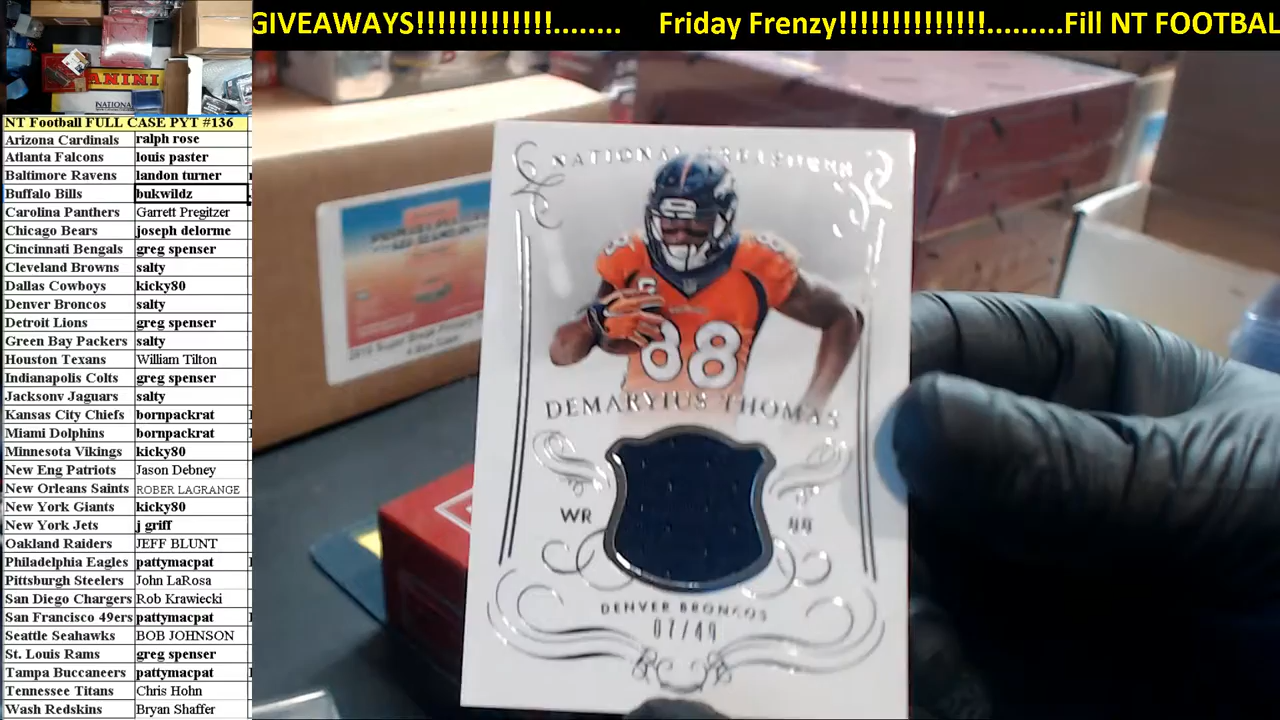 GIVEAWAYS!!!!!!!!!!!!!........ Friday Frenzy!!!!!!!!!!!!!!.........Fill NT FOOTBAL
PANINI
NATIONAL
NT Football FULL CASE PYT #136
Arizona Cardinals ralph rose
Atlanta Falcons louis paster
Baltimore Ravens landon turner
Buffalo Bills bukwildz
Carolina Panthers Garrett Pregitzer
Chicago Bears joseph delorme
Cincinnati Bengals greg spenser
Cleveland Browns salty
Dallas Cowboys kicky80
Denver Broncos salty
Detroit Lions greg spenser
Green Bay Packers salty
Houston Texans William Tilton
Indianapolis Colts greg spenser
Jacksonv Jaguars salty
Kansas City Chiefs bornpackrat
Miami Dolphins bornpackrat
Minnesota Vikings kicky80
New Eng Patriots Jason Debney
New Orleans Saints ROBER LAGRANGE
New York Giants kicky80
New York Jets j griff
Oakland Raiders JEFF BLUNT
Philadelphia Eagles pattymacpat
Pittsburgh Steelers John LaRosa
San Diego Chargers Rob Krawiecki
San Francisco 49ers pattymacpat
Seattle Seahawks BOB JOHNSON
St. Louis Rams greg spenser
Tampa Buccaneers pattymacpat
Tennessee Titans Chris Hohn
Wash Redskins Bryan Shaffer
NATIONAL
88
DEMARYIUS THOMAS
WR 88
DENVER BRONCOS
07/49